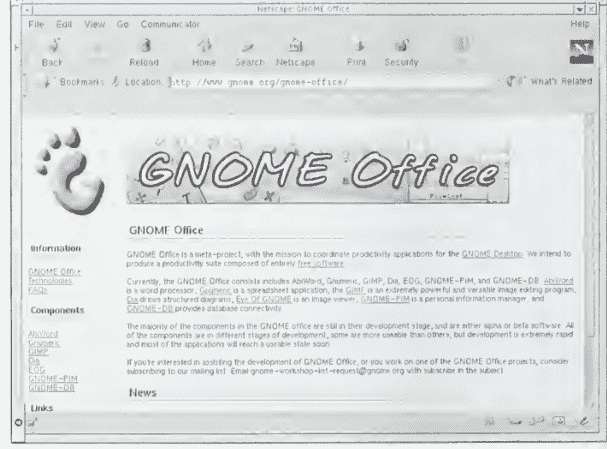 Netscape: GNOME Office
File Edit View Go Communicator Help
Back Reload Home Search Netscape Print Security
Bookmarks Location: http://www.gnome.org/gnome-office/ What's Related
GNOME Office
GNOME Office
Information
GNOME Office is a meta-project, with the mission to coordinate prodictivity applications for the GNOME Desktop. We intend to
produce a productivity suite composed of entirely free software.
GNOME Office
Technologies
FAQs
Currently, the GNOME Office consists includes AbiWord, Gnumeric, GIMP, Dia, EOG, GNOME-PIM, and GNOME-DB. AbiWord
is a word processor, Gnumeric is a spreadsheet application, the GIMP is an extremely powerful and versatile image editing program,
Dia draws structured diagrams, Eye Of GNOME is an image viewer, GNOME-PIM is a personal information manager, and
GNOME-DB provides database connectivity.
Components
AbiWord
Gnumeric
GIMP
Dia
EOG
GNOME-PIM
GNOME-DB
The majority of the components in the GNOME office are still in their development stage, and are either alpha or beta software. All
of the components are in different stages of development, some are more useable than others, but development is extremely rapid
and most of the applications will reach a useable state soon.
If you're interested in assisting the development of GNOME Office, or you work on one of the GNOME Office projects, consider
subscribing to our mailing list. Email gnome-workshop-list-request@gnome.org with subscribe in the subject.
News
Links